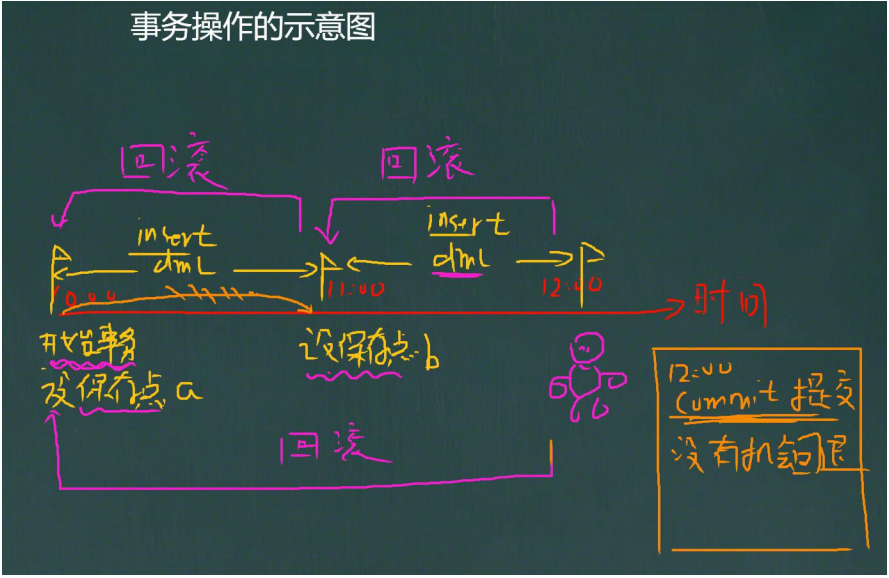 事务操作的示意图
回滚
回滚
insert
dml
insert
dml
11:00
12:00
时间
开始事务
设保存点 a
设保存点 b
回滚
12:00
Commit 提交
没有机会回退